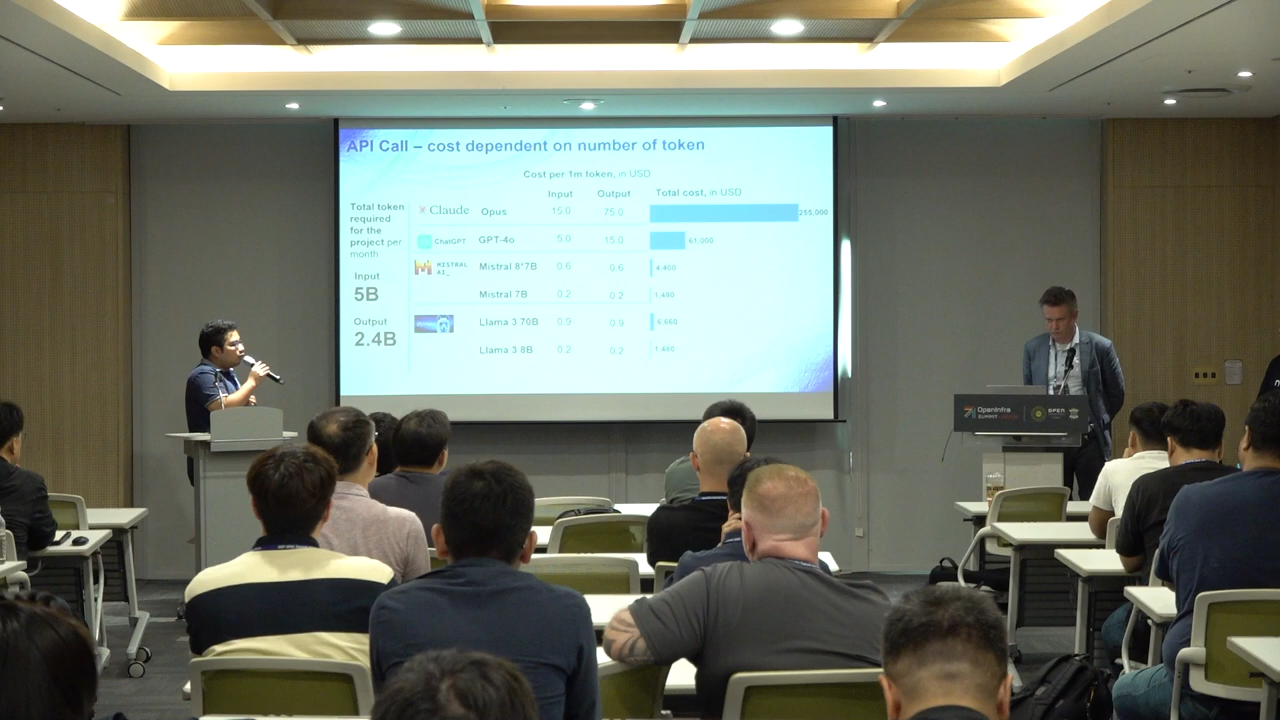 API Call – cost dependent on number of token
Cost per 1m token, in USD
Input Output Total cost, in USD
Total token
required
for the
project per
month
Input
5B
Output
2.4B
Claude Opus 15.0 75.0 255,000
ChatGPT GPT-4o 5.0 15.0 61,000
MISTRAL
AI_
Mistral 8*7B 0.6 0.6 4,400
Mistral 7B 0.2 0.2 1,480
Llama 3 70B 0.9 0.9 6,660
Llama 3 8B 0.2 0.2 1,480
OpenInfra
SUMMIT
OPEN